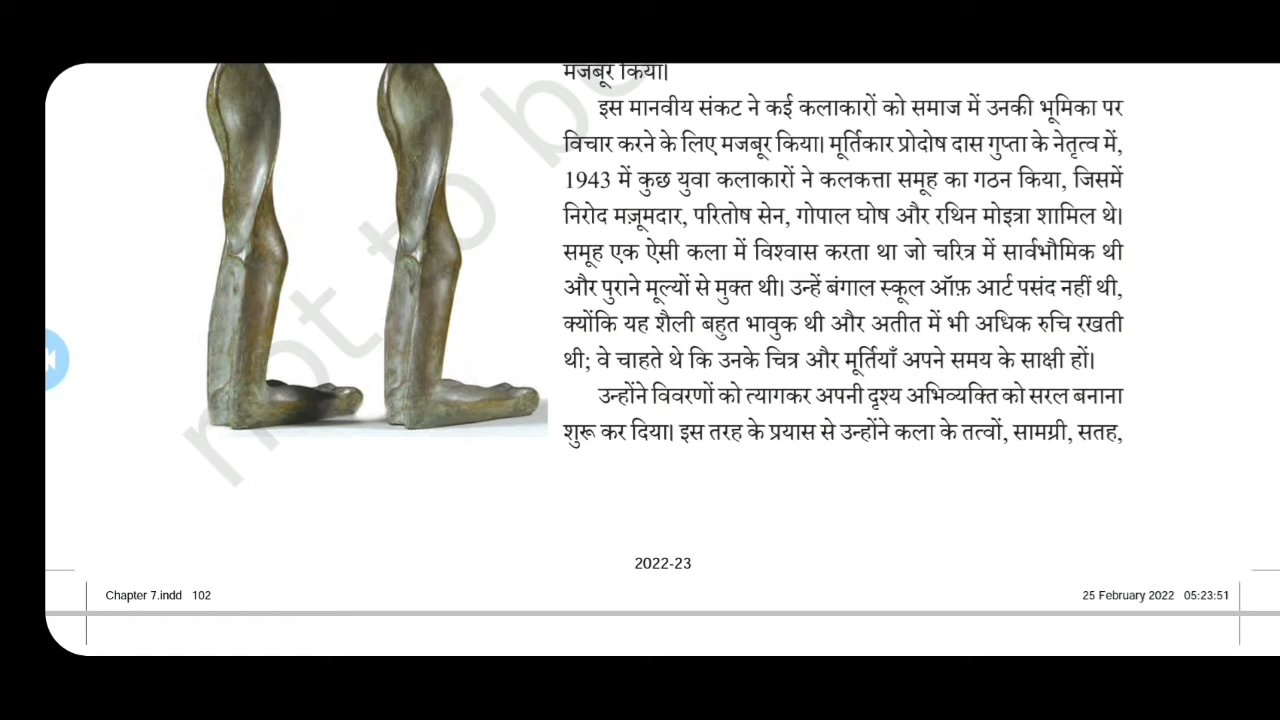 मजबूर किया।
इस मानवीय संकट ने कई कलाकारों को समाज में उनकी भूमिका पर
विचार करने के लिए मजबूर किया। मूर्तिकार प्रोदोष दास गुप्ता के नेतृत्व में,
1943 में कुछ युवा कलाकारों ने कलकत्ता समूह का गठन किया, जिसमें
निरोद मज़ूमदार, परितोष सेन, गोपाल घोष और रथिन मोइत्रा शामिल थे।
समूह एक ऐसी कला में विश्वास करता था जो चरित्र में सार्वभौमिक थी
और पुराने मूल्यों से मुक्त थी। उन्हें बंगाल स्कूल ऑफ़ आर्ट पसंद नहीं थी,
क्योंकि यह शैली बहुत भावुक थी और अतीत में भी अधिक रुचि रखती
थी; वे चाहते थे कि उनके चित्र और मूर्तियाँ अपने समय के साक्षी हों।
उन्होंने विवरणों को त्यागकर अपनी दृश्य अभिव्यक्ति को सरल बनाना
शुरू कर दिया। इस तरह के प्रयास से उन्होंने कला के तत्वों, सामग्री, सतह,
not to be
2022-23
Chapter 7.indd 102
25 February 2022 05:23:51